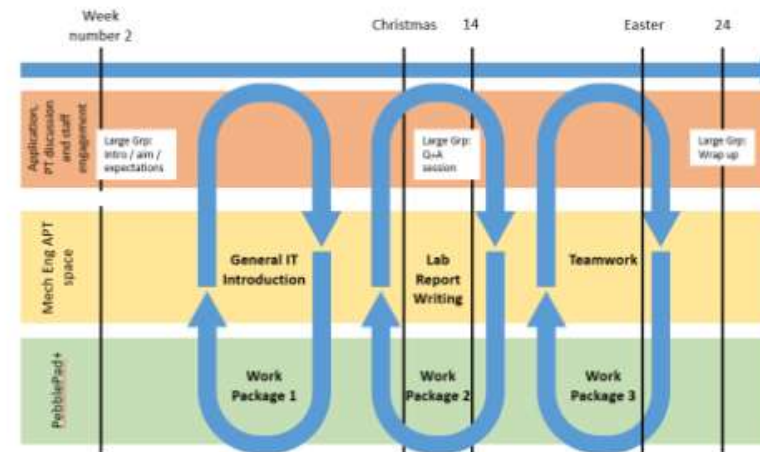 Week
number 2
Christmas
14
Easter
24
Application,
PT discussion
and staff
engagement
Large Grp:
Intro / aim /
expectations
Large Grp:
Q+A
session
Large Grp:
Wrap up
Mech Eng APT
space
General IT
Introduction
Lab
Report
Writing
Teamwork
PebblePad+
Work
Package 1
Work
Package 2
Work
Package 3